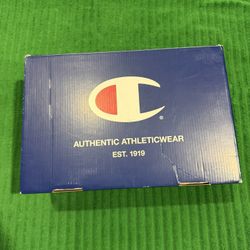 ®
AUTHENTIC ATHLETICWEAR
EST. 1919